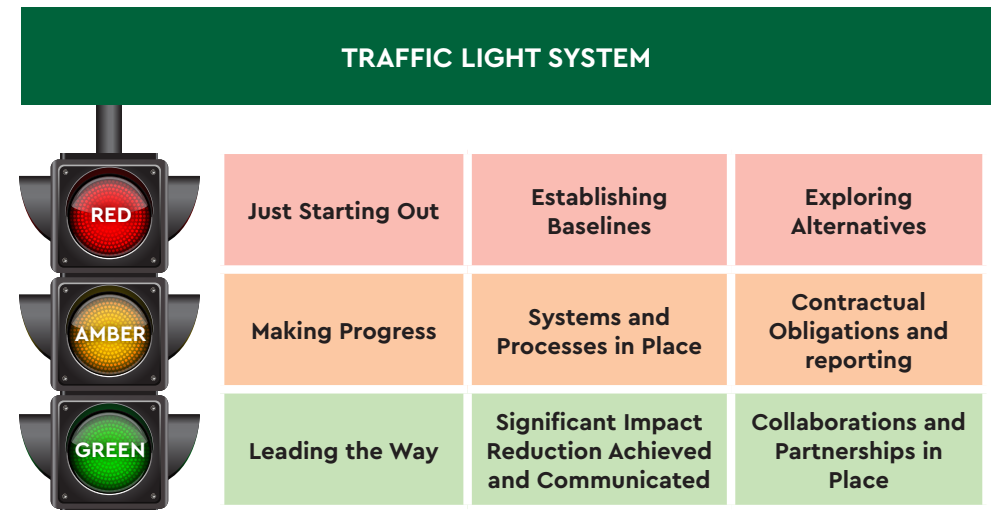 TRAFFIC LIGHT SYSTEM
RED
Just Starting Out
Establishing
Baselines
Exploring
Alternatives
AMBER
Making Progress
Systems and
Processes in Place
Contractual
Obligations and
reporting
GREEN
Leading the Way
Significant Impact
Reduction Achieved
and Communicated
Collaborations and
Partnerships in
Place